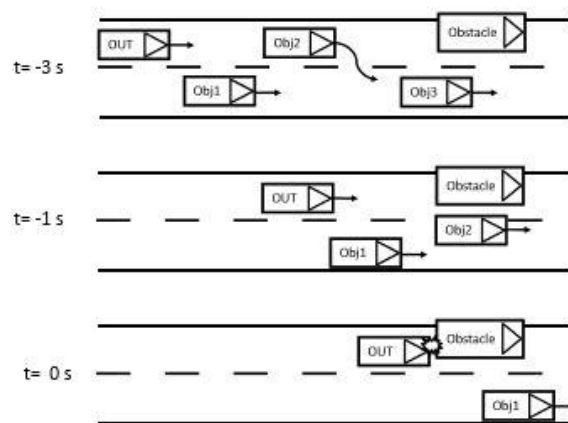 OUT
Obj2
Obstacle
t= -3 s
Obj1
Obj3
Obstacle
OUT
t= -1 s
Obj2
Obj1
Obstacle
OUT
t= 0 s
Obj1